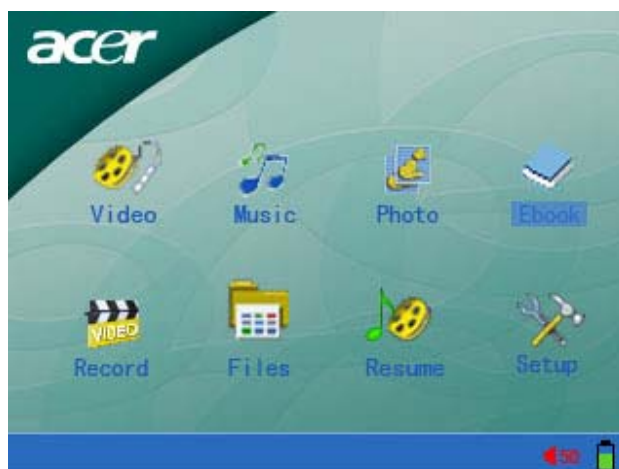 acer
Video Music Photo Ebook
VIDEO
Record Files Resume Setup
50